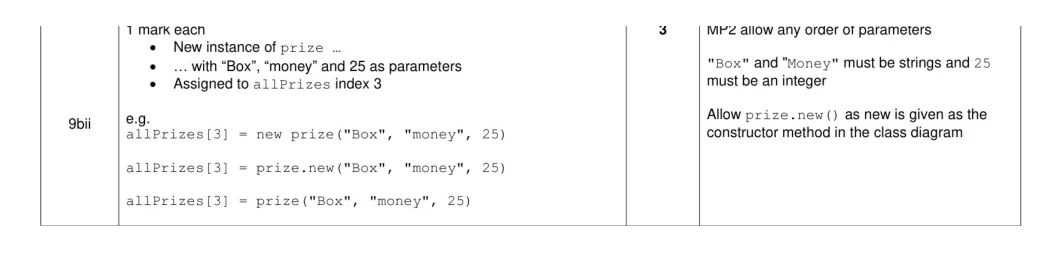 1 mark each
• New instance of prize …
• … with “Box”, “money” and 25 as parameters
• Assigned to allPrizes index 3
9bii
e.g.
allPrizes[3] = new prize("Box", "money", 25)
allPrizes[3] = prize.new("Box", "money", 25)
allPrizes[3] = prize("Box", "money", 25)
3
MP2 allow any order of parameters
"Box" and "Money" must be strings and 25
must be an integer
Allow prize.new() as new is given as the
constructor method in the class diagram